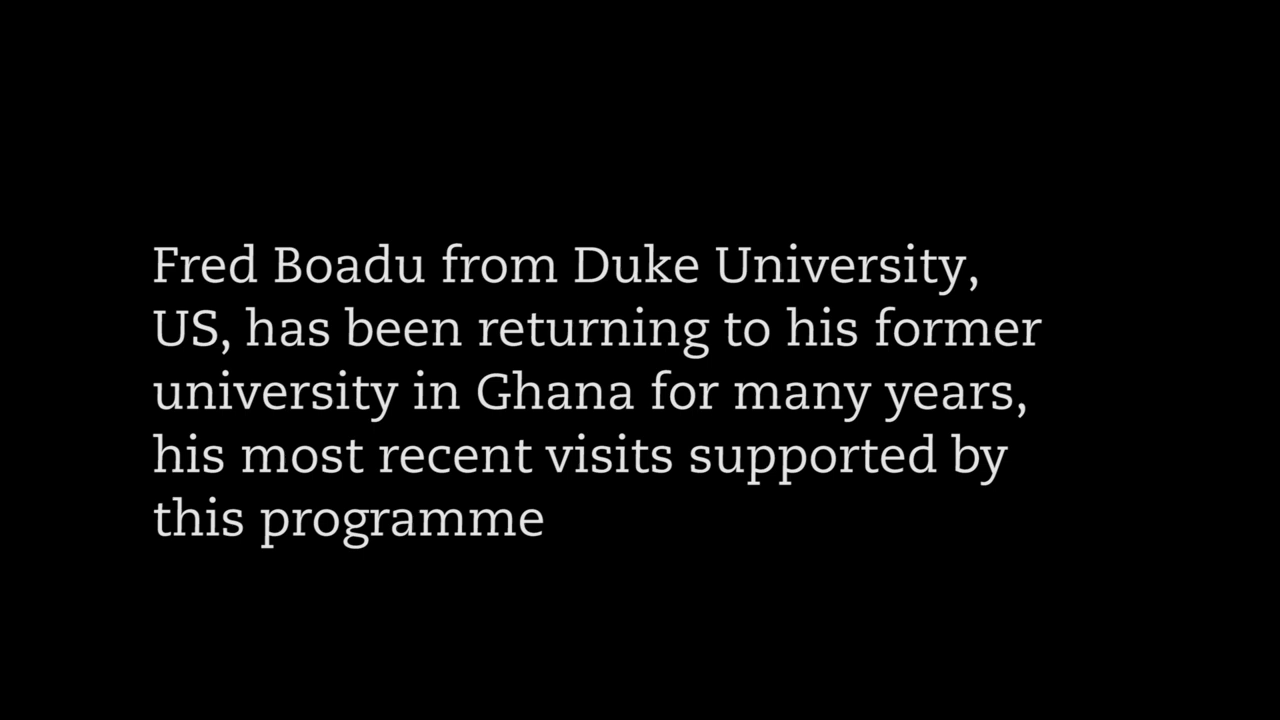 Fred Boadu from Duke University,
US, has been returning to his former
university in Ghana for many years,
his most recent visits supported by
this programme